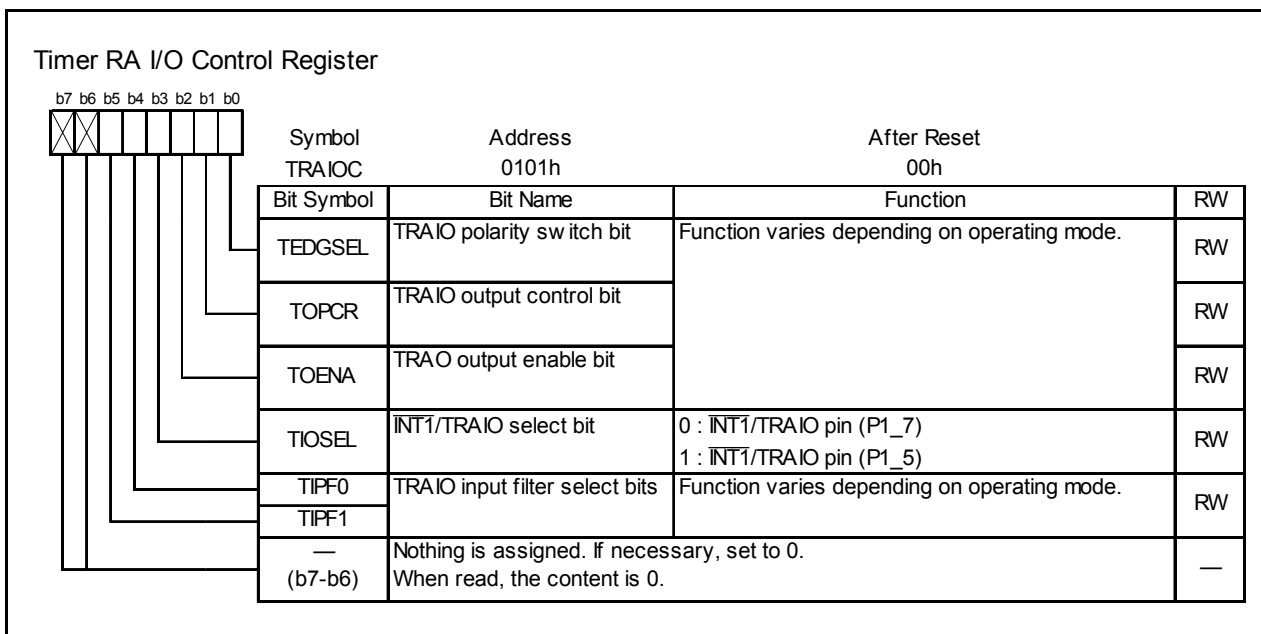 Timer RA I/O Control Register
b7 b6 b5 b4 b3 b2 b1 b0
Symbol Address After Reset
TRAIOC 0101h 00h
Bit Symbol Bit Name Function RW
TEDGSEL TRAIO polarity switch bit Function varies depending on operating mode. RW
TOPCR TRAIO output control bit RW
TOENA TRAO output enable bit RW
TIOSEL INT1/TRAIO select bit 0 : INT1/TRAIO pin (P1_7) RW
1 : INT1/TRAIO pin (P1_5)
TIPF0 TRAIO input filter select bits Function varies depending on operating mode. RW
TIPF1
— Nothing is assigned. If necessary, set to 0. —
(b7-b6) When read, the content is 0.